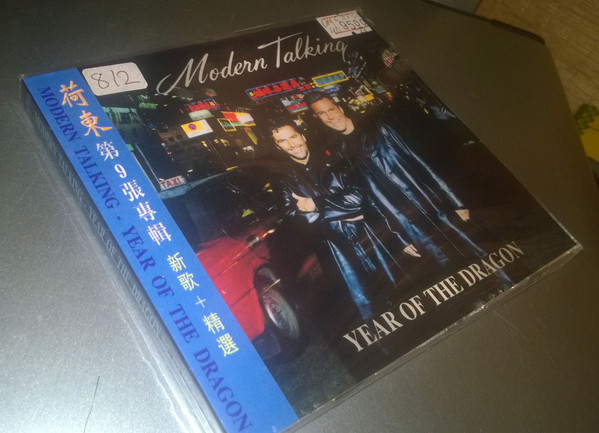 812
Modern Talking
荷東第9張專輯 新歌+精選
MODERN TALKING · YEAR OF THE DRAGON
TAXI
YEAR OF THE DRAGON